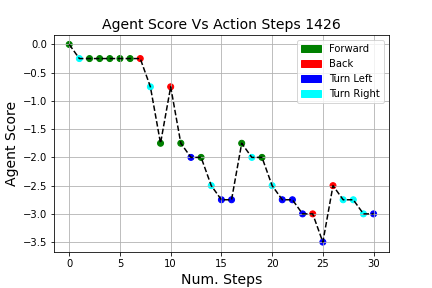 Agent Score Vs Action Steps 1426
0.0
−0.5
−1.0
−1.5
−2.0
−2.5
−3.0
−3.5
Agent Score
Forward
Back
Turn Left
Turn Right
0 5 10 15 20 25 30
Num. Steps